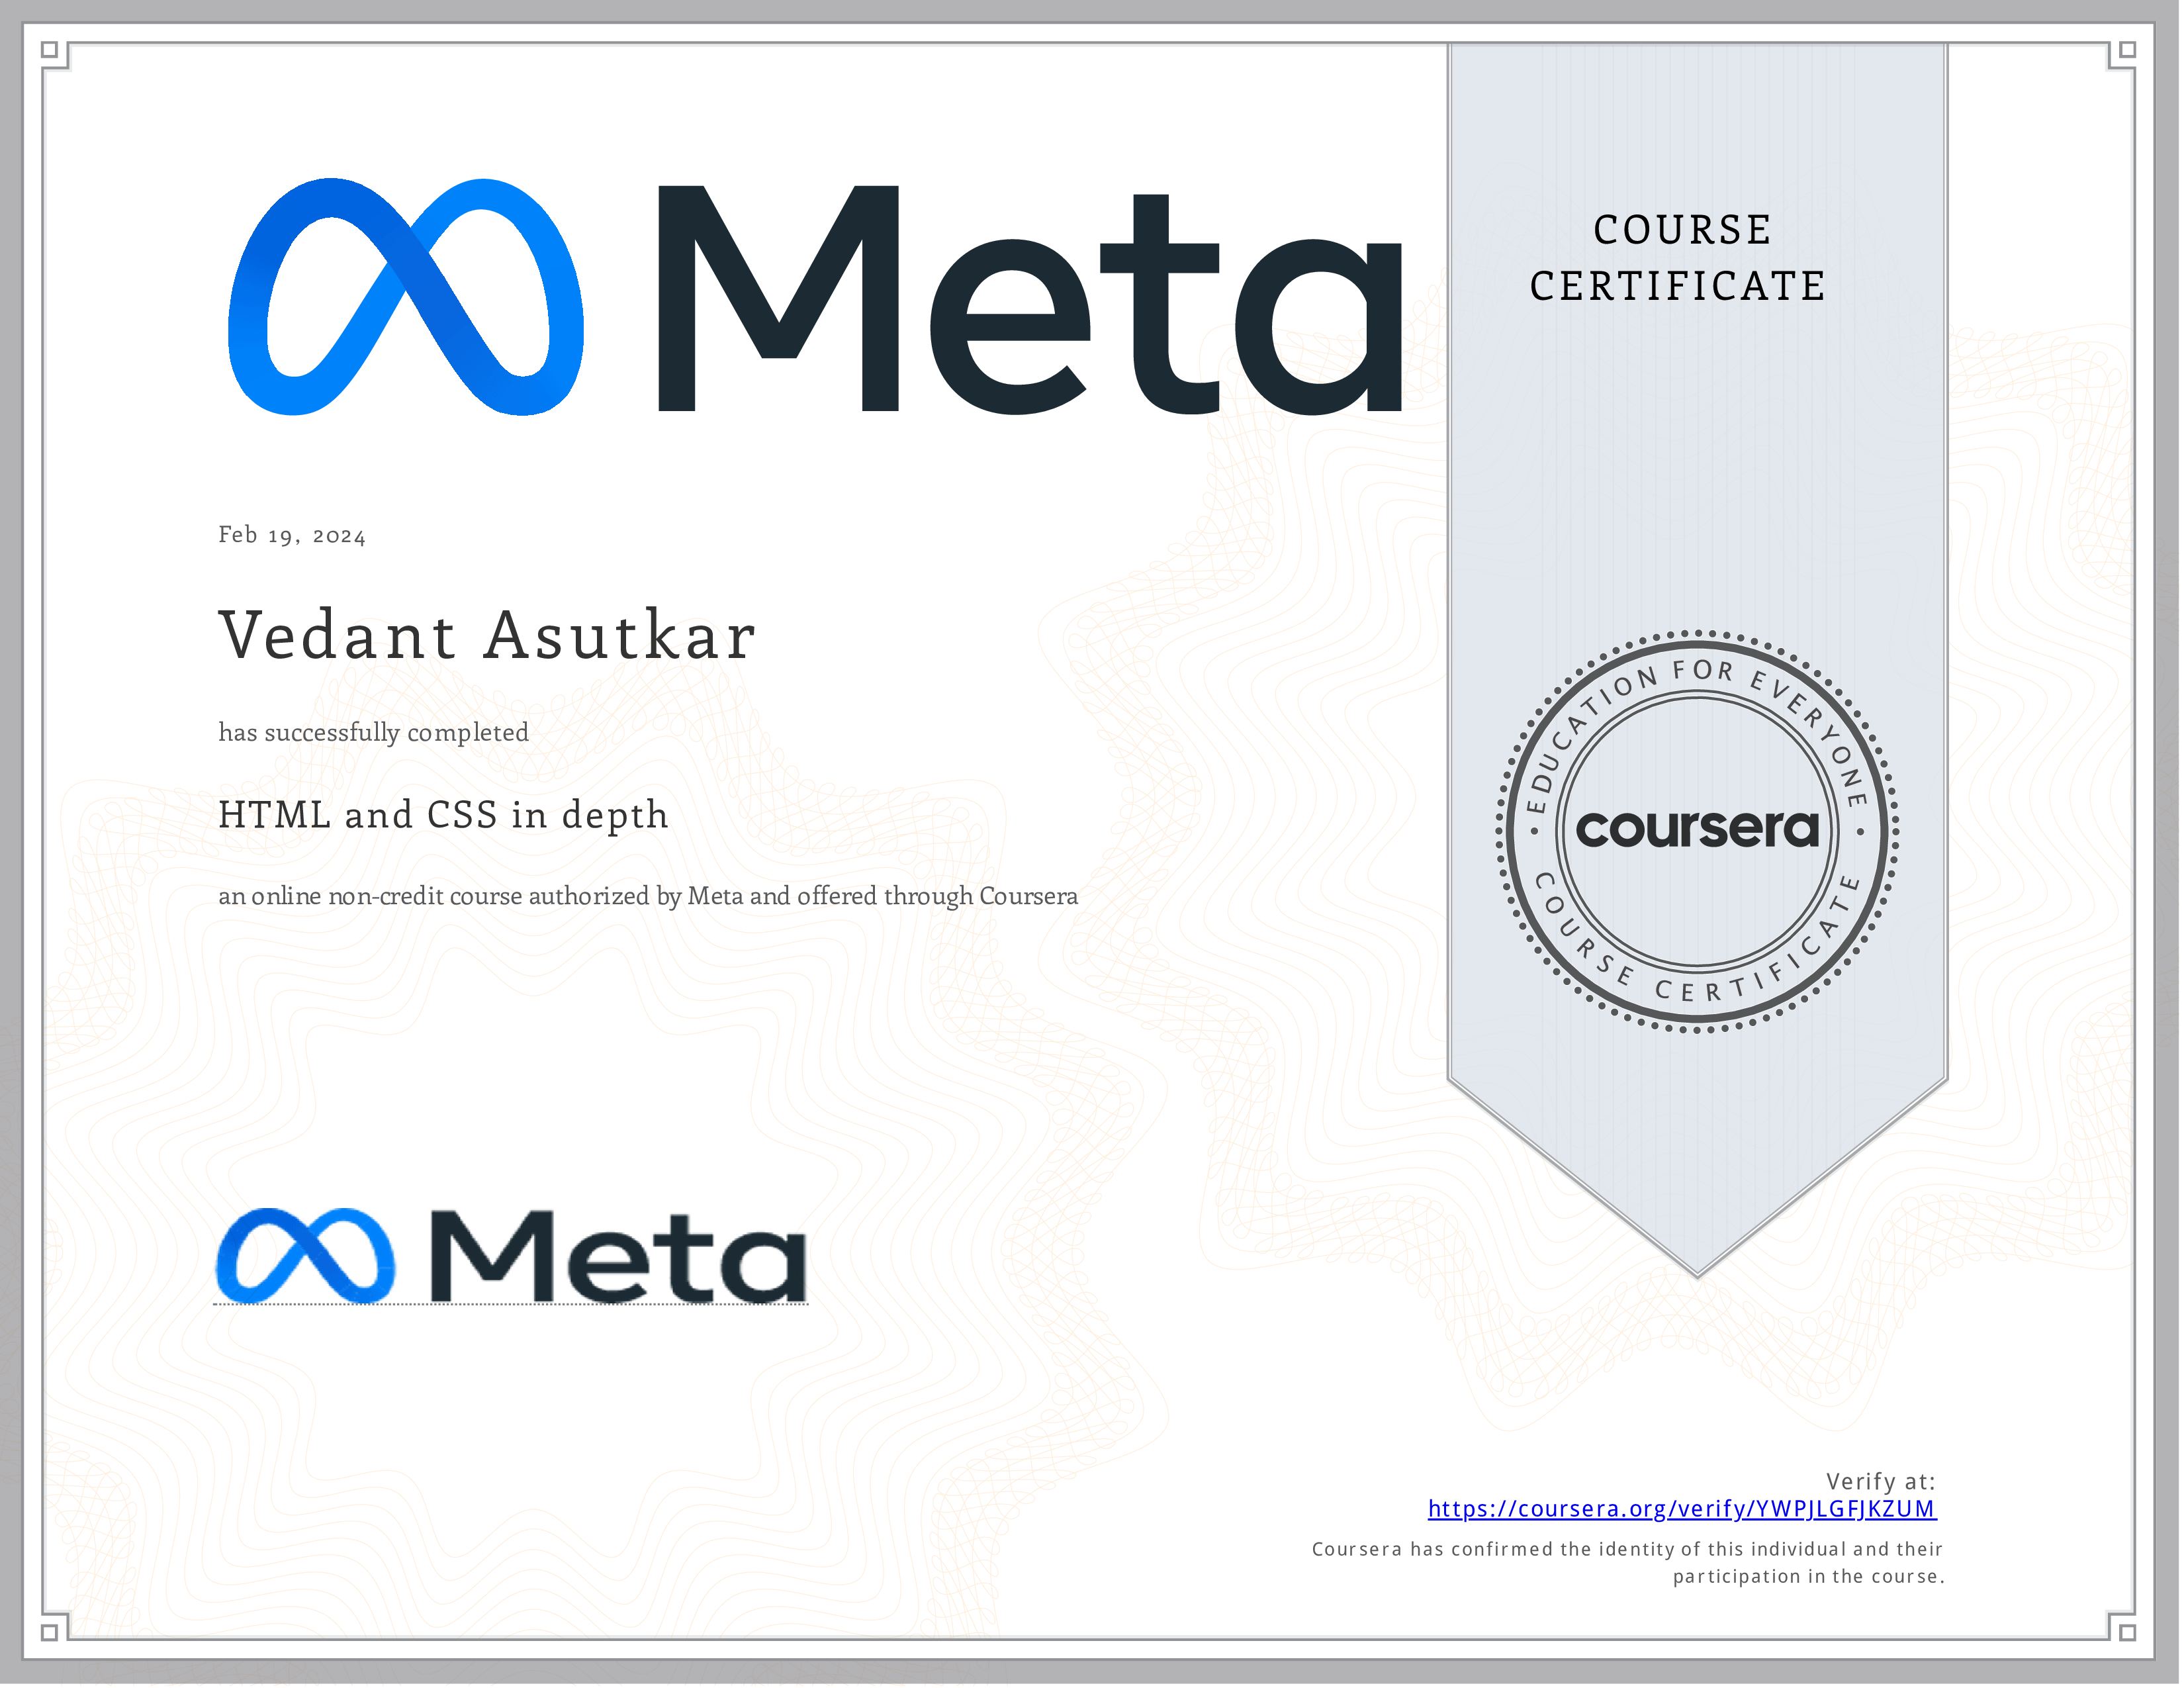 Meta
COURSE
CERTIFICATE
Feb 19, 2024
Vedant Asutkar
has successfully completed
HTML and CSS in depth
an online non-credit course authorized by Meta and offered through Coursera
EDUCATION FOR EVERYONE
coursera
COURSE CERTIFICATE
Meta
Verify at:
https://coursera.org/verify/YWPJLGFJKZUM
Coursera has confirmed the identity of this individual and their
participation in the course.